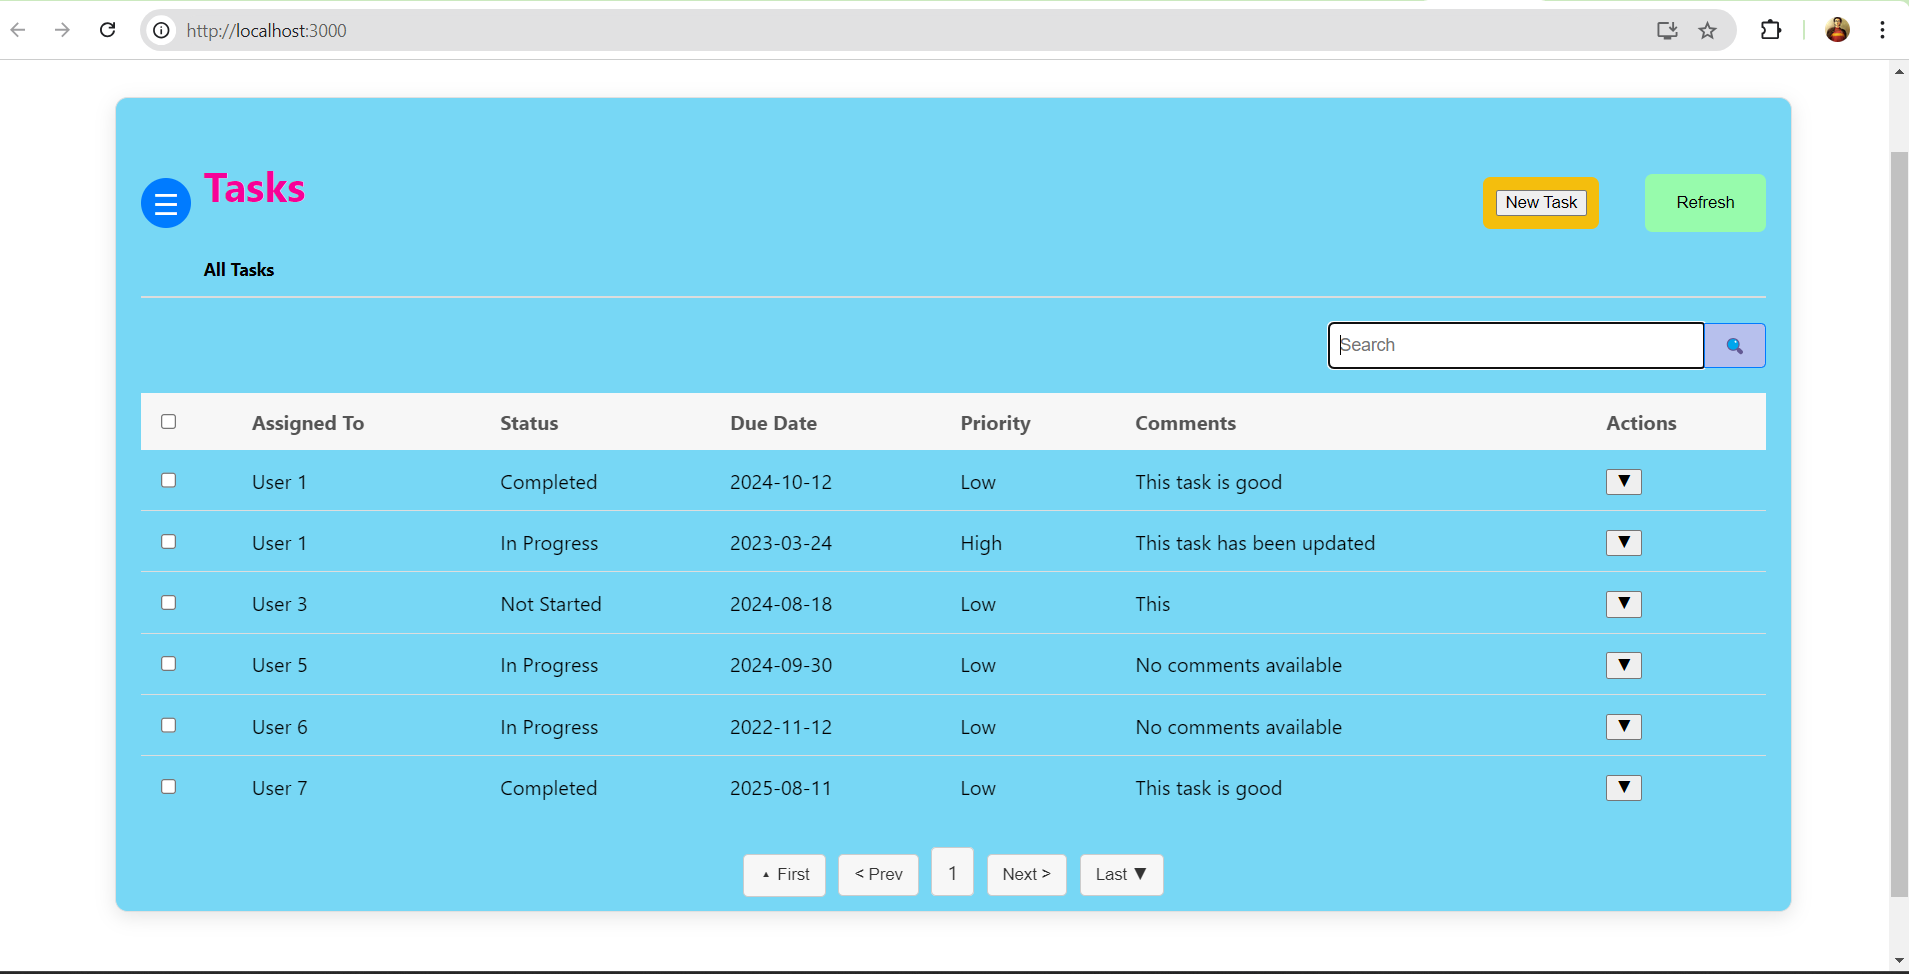 http://localhost:3000
Tasks
New Task
Refresh
All Tasks
Search
Assigned To Status Due Date Priority Comments Actions
User 1 Completed 2024-10-12 Low This task is good ▼
User 1 In Progress 2023-03-24 High This task has been updated ▼
User 3 Not Started 2024-08-18 Low This ▼
User 5 In Progress 2024-09-30 Low No comments available ▼
User 6 In Progress 2022-11-12 Low No comments available ▼
User 7 Completed 2025-08-11 Low This task is good ▼
▲ First < Prev 1 Next > Last ▼